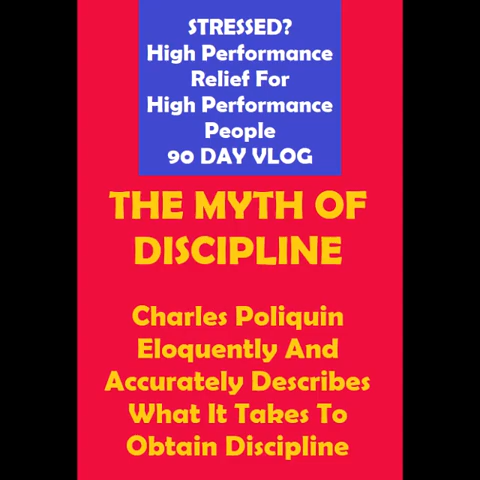 STRESSED?
High Performance
Relief For
High Performance
People
90 DAY VLOG
THE MYTH OF
DISCIPLINE
Charles Poliquin
Eloquently And
Accurately Describes
What It Takes To
Obtain Discipline